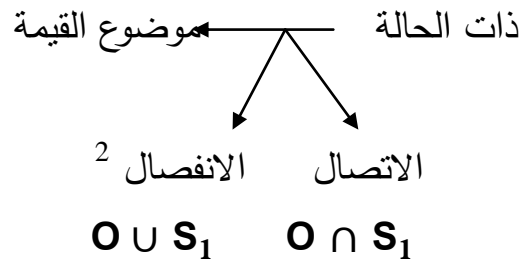 ذات الحالة موضوع القيمة
الاتصال الانفصال 2
O ∩ S1 O ∪ S1